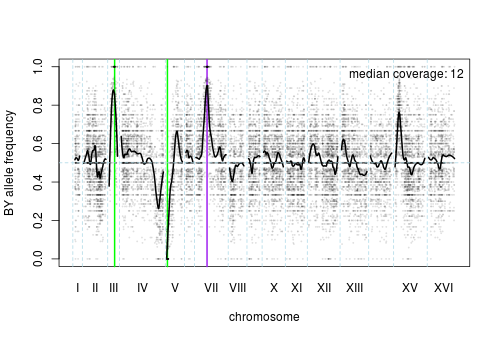 median coverage: 12
BY allele frequency
0.0 0.2 0.4 0.6 0.8 1.0
I II III IV V VII VIII X XI XII XIII XV XVI
chromosome